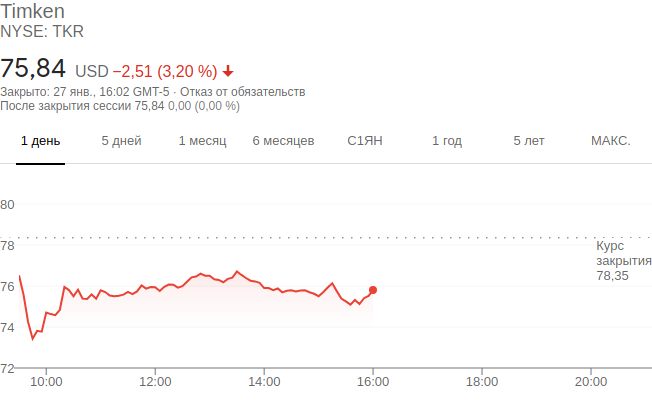 Timken
NYSE: TKR
75,84 USD −2,51 (3,20 %)
Закрыто: 27 янв., 16:02 GMT-5 · Отказ от обязательств
После закрытия сессии 75,84 0,00 (0,00 %)
1 день 5 дней 1 месяц 6 месяцев С1ЯН 1 год 5 лет МАКС.
80
78
Курс
закрытия
78,35
76
74
72
10:00 12:00 14:00 16:00 18:00 20:00